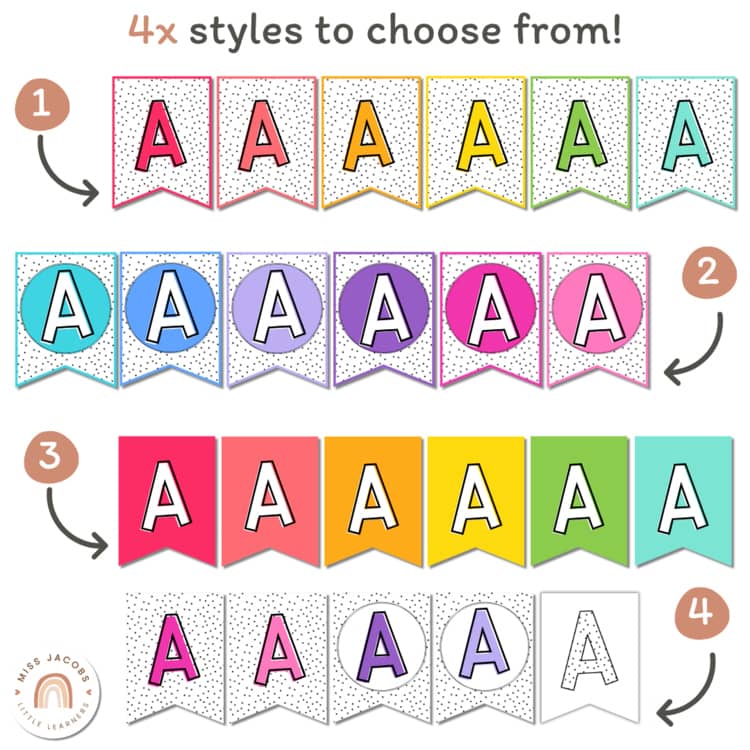 4x styles to choose from!
1
A A A A A A
A A A A A A
2
3
A A A A A A
A A A A A
4
MISS JACOBS
LITTLE LEARNERS